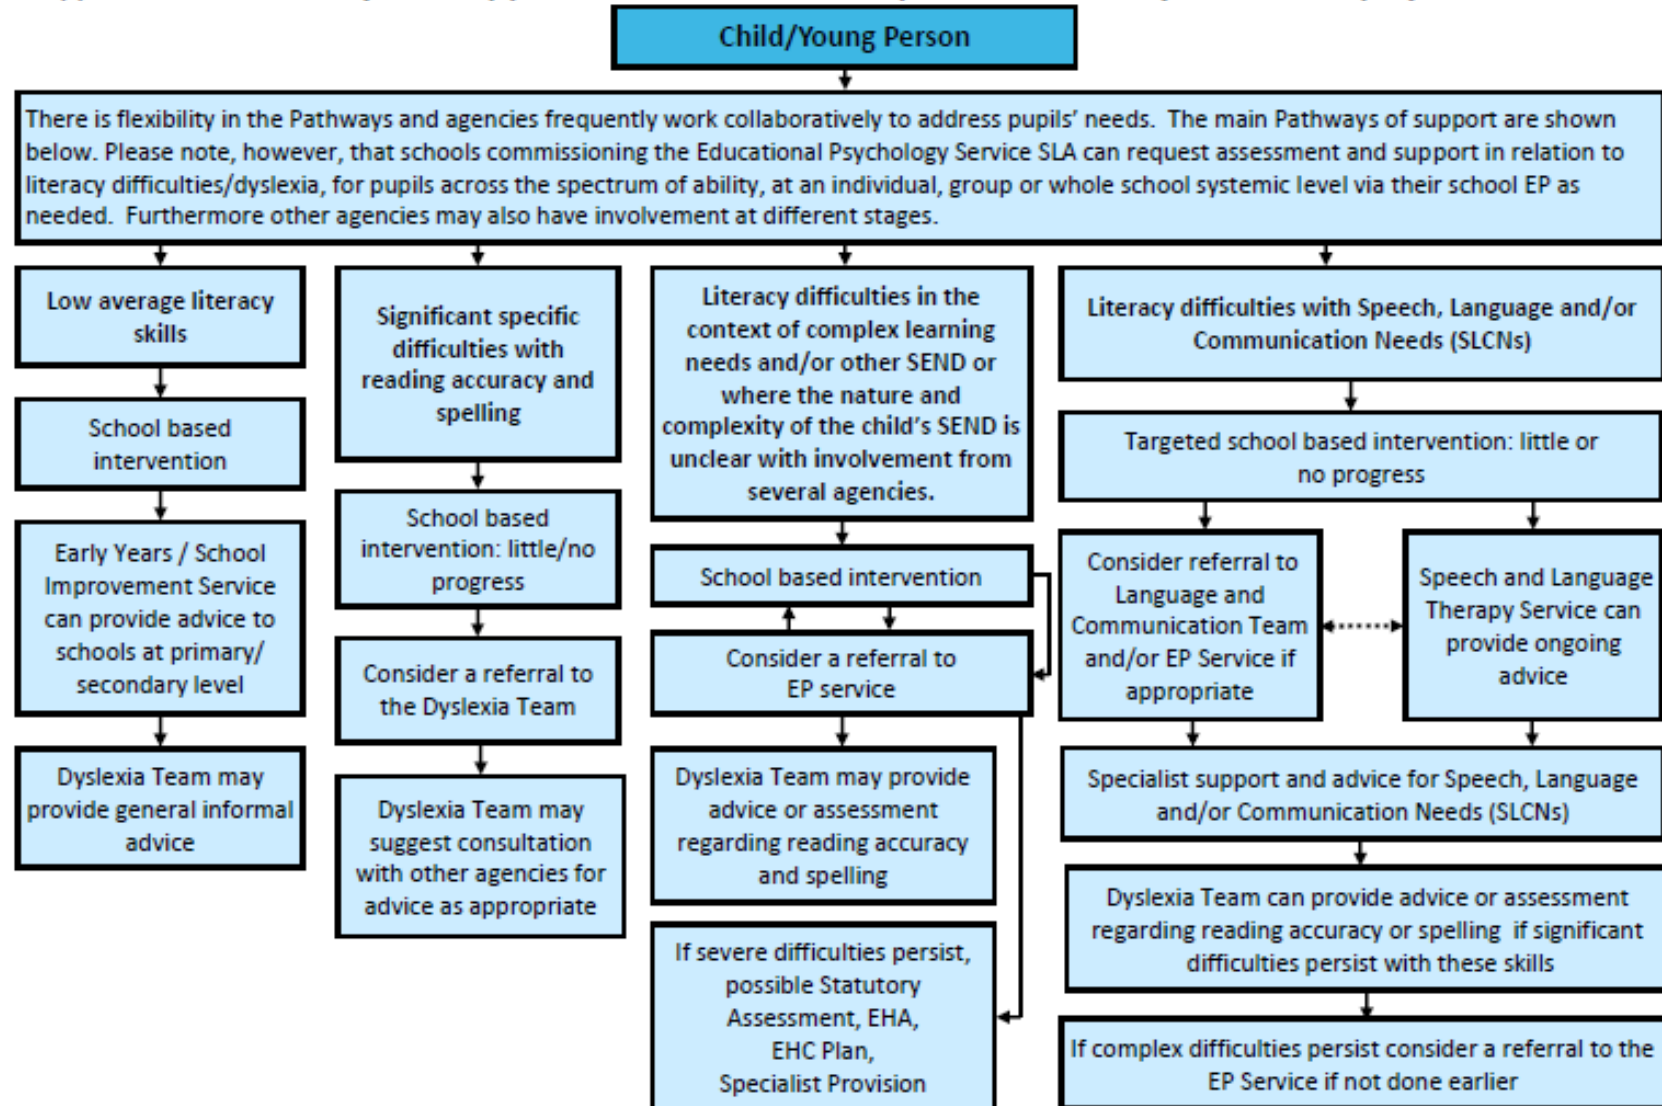 Child/Young Person
There is flexibility in the Pathways and agencies frequently work collaboratively to address pupils' needs.  The main Pathways of support are shown
below. Please note, however, that schools commissioning the Educational Psychology Service SLA can request assessment and support in relation to
literacy difficulties/dyslexia, for pupils across the spectrum of ability, at an individual, group or whole school systemic level via their school EP as
needed.  Furthermore other agencies may also have involvement at different stages.
Low average literacy
skills
School based
intervention
Early Years / School
Improvement Service
can provide advice to
schools at primary/
secondary level
Dyslexia Team may
provide general informal
advice
Significant specific
difficulties with
reading accuracy and
spelling
School based
intervention: little/no
progress
Consider a referral to
the Dyslexia Team
Dyslexia Team may
suggest consultation
with other agencies for
advice as appropriate
Literacy difficulties in the
context of complex learning
needs and/or other SEND or
where the nature and
complexity of the child's SEND is
unclear with involvement from
several agencies.
School based intervention
Consider a referral to
EP service
Dyslexia Team may provide
advice or assessment
regarding reading accuracy
and spelling
If severe difficulties persist,
possible Statutory
Assessment, EHA,
EHC Plan,
Specialist Provision
Literacy difficulties with Speech, Language and/or
Communication Needs (SLCNs)
Targeted school based intervention: little or
no progress
Consider referral to
Language and
Communication Team
and/or EP Service if
appropriate
Speech and Language
Therapy Service can
provide ongoing
advice
Specialist support and advice for Speech, Language
and/or Communication Needs (SLCNs)
Dyslexia Team can provide advice or assessment
regarding reading accuracy or spelling  if significant
difficulties persist with these skills
If complex difficulties persist consider a referral to the
EP Service if not done earlier